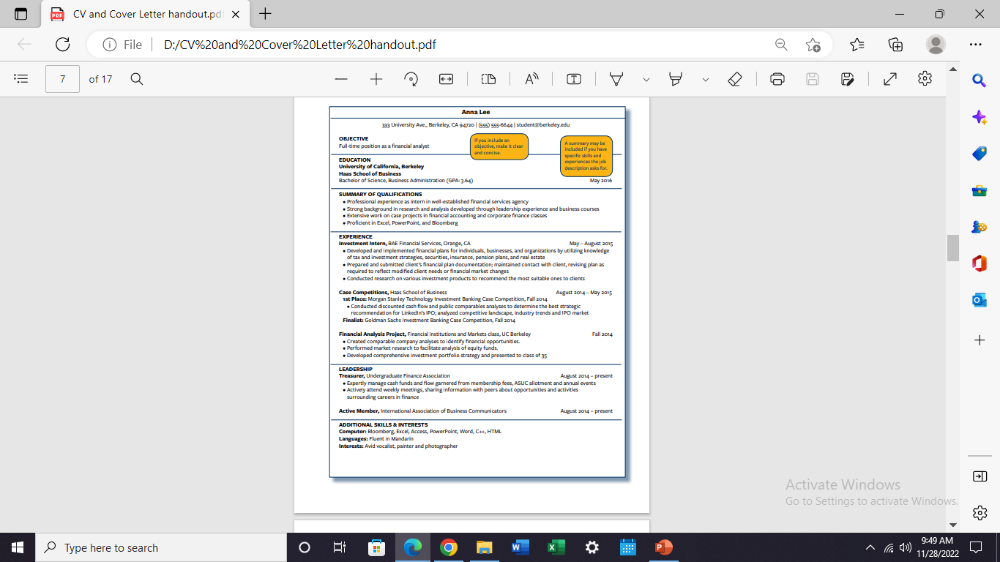 CV and Cover Letter handout.pdf
File
D:/CV%20and%20Cover%20Letter%20handout.pdf
7 of 17
Anna Lee
333 University Ave., Berkeley, CA 94720 | (555) 555-6644 | student@berkeley.edu
OBJECTIVE
Full-time position as a financial analyst
If you include an
objective, make it clear
and concise.
A summary may be
included if you have
specific skills and
experiences the job
description asks for.
EDUCATION
University of California, Berkeley
Haas School of Business
Bachelor of Science, Business Administration (GPA: 3.64) May 2016
SUMMARY OF QUALIFICATIONS
• Professional experience as intern in well-established financial services agency
• Strong background in research and analysis developed through leadership experience and business courses
• Extensive work on case projects in financial accounting and corporate finance classes
• Proficient in Excel, PowerPoint, and Bloomberg
EXPERIENCE
Investment Intern, BAE Financial Services, Orange, CA May – August 2015
• Developed and implemented financial plans for individuals, businesses, and organizations by utilizing knowledge
of tax and investment strategies, securities, insurance, pension plans, and real estate
• Prepared and submitted client's financial plan documentation; maintained contact with client, revising plan as
required to reflect modified client needs or financial market changes
• Conducted research on various investment products to recommend the most suitable ones to clients
Case Competitions, Haas School of Business August 2014 – May 2015
1st Place: Morgan Stanley Technology Investment Banking Case Competition, Fall 2014
• Conducted discounted cash flow and public comparables analyses to determine the best strategic
recommendation for LinkedIn's IPO; analyzed competitive landscape, industry trends and IPO market
Finalist: Goldman Sachs Investment Banking Case Competition, Fall 2014
Financial Analysis Project, Financial Institutions and Markets class, UC Berkeley Fall 2014
• Created comparable company analyses to identify financial opportunities.
• Performed market research to facilitate analysis of equity funds.
• Developed comprehensive investment portfolio strategy and presented to class of 35
LEADERSHIP
Treasurer, Undergraduate Finance Association August 2014 – present
• Expertly manage cash funds and flow garnered from membership fees, ASUC allotment and annual events
• Actively attend weekly meetings, sharing information with peers about opportunities and activities
surrounding careers in finance
Active Member, International Association of Business Communicators August 2014 – present
ADDITIONAL SKILLS & INTERESTS
Computer: Bloomberg, Excel, Access, PowerPoint, Word, C++, HTML
Languages: Fluent in Mandarin
Interests: Avid vocalist, painter and photographer
Activate Windows
Go to Settings to activate Windows.
Type here to search
9:49 AM
11/28/2022